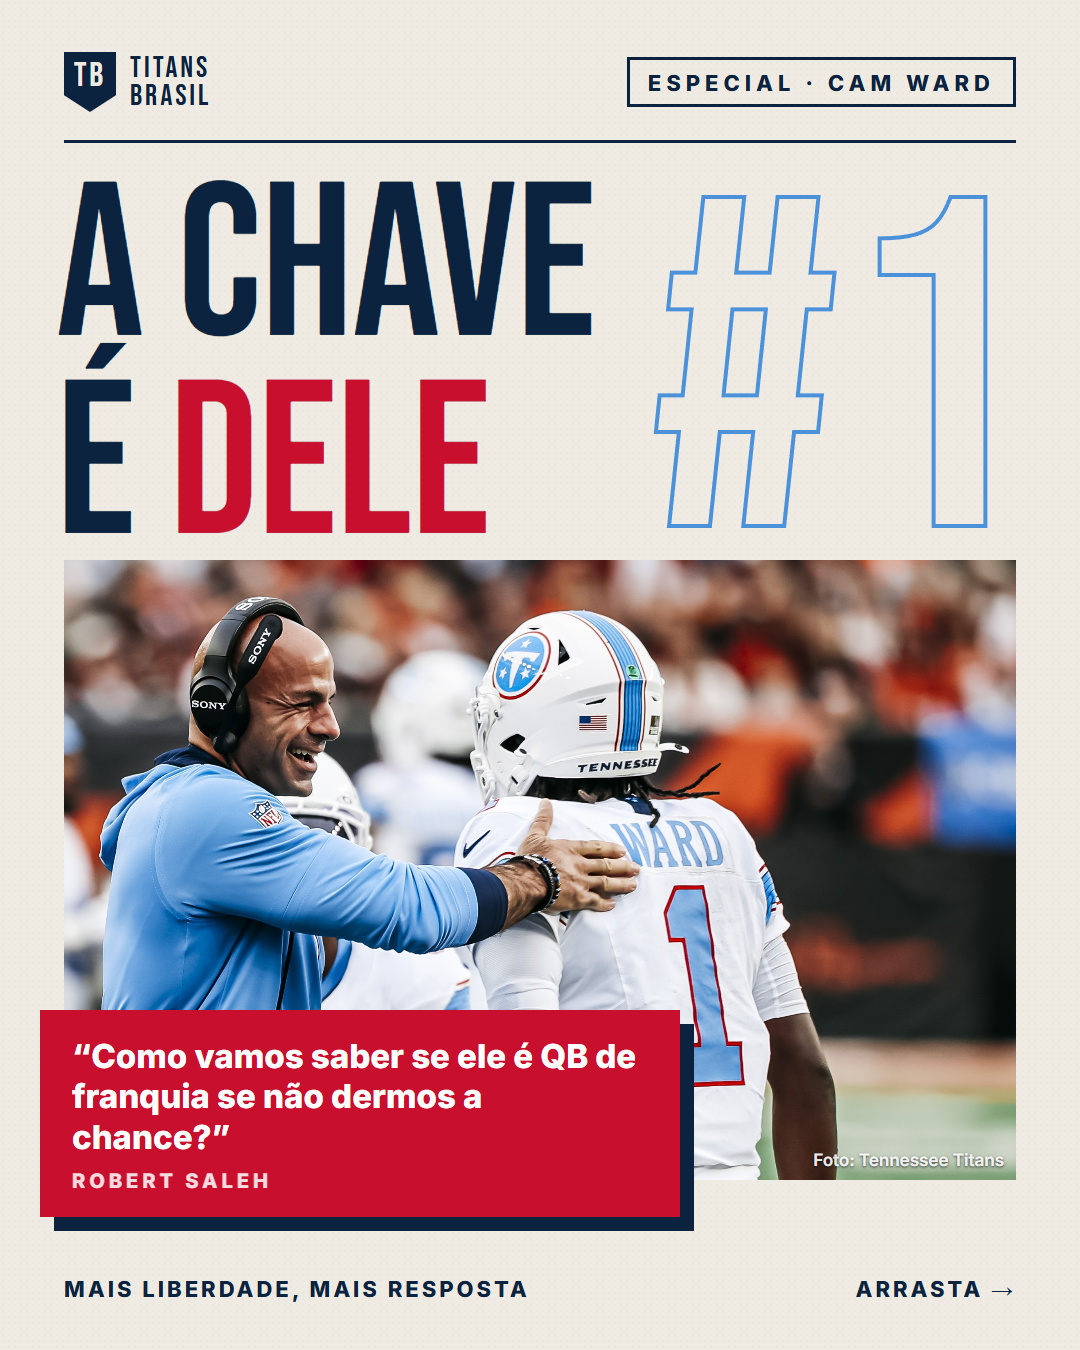 TB
TITANS
BRASIL
ESPECIAL · CAM WARD
A CHAVE
É DELE
#1
SONY
SONY
NFL
TENNESSEE
WARD
1
“Como vamos saber se ele é QB de
franquia se não dermos a
chance?”
ROBERT SALEH
Foto: Tennessee Titans
MAIS LIBERDADE, MAIS RESPOSTA
ARRASTA →